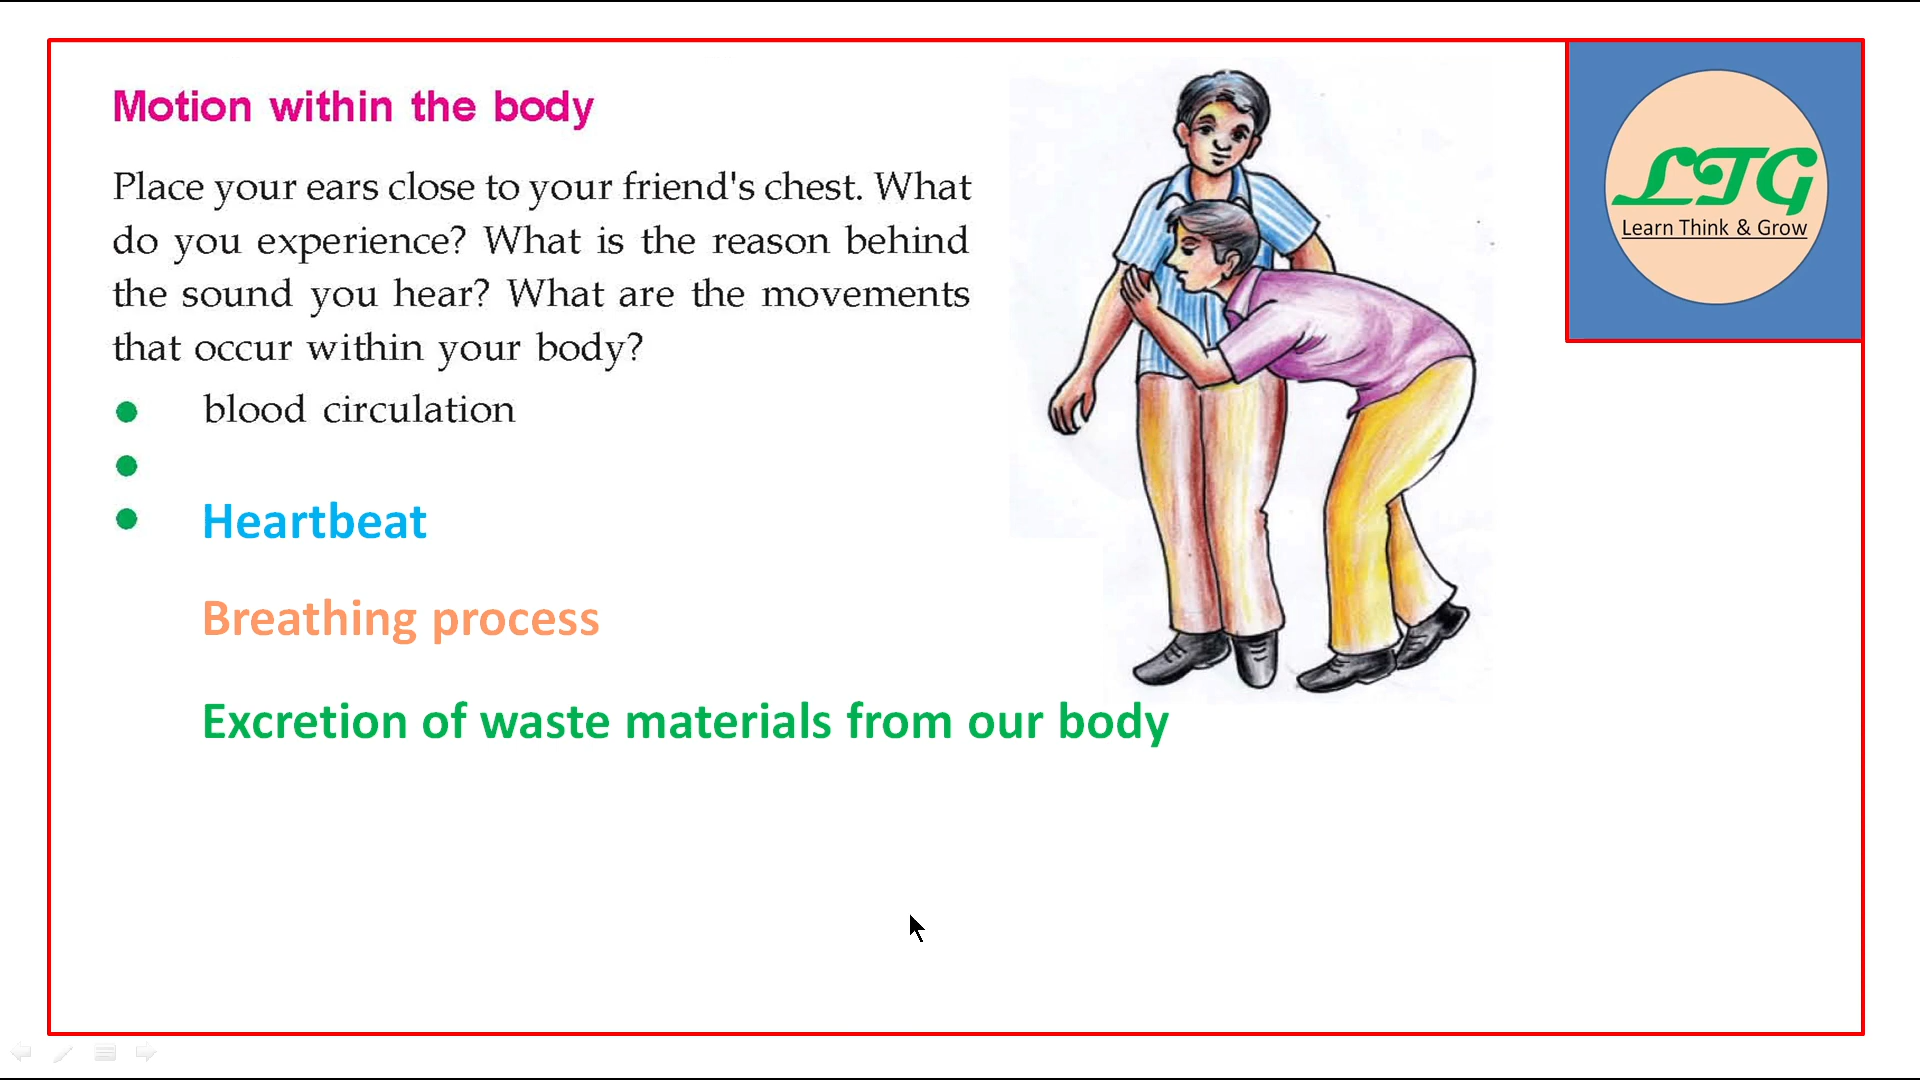 Motion within the body
Place your ears close to your friend's chest. What
do you experience? What is the reason behind
the sound you hear? What are the movements
that occur within your body?
blood circulation
Heartbeat
Breathing process
Excretion of waste materials from our body
LTG
Learn Think & Grow